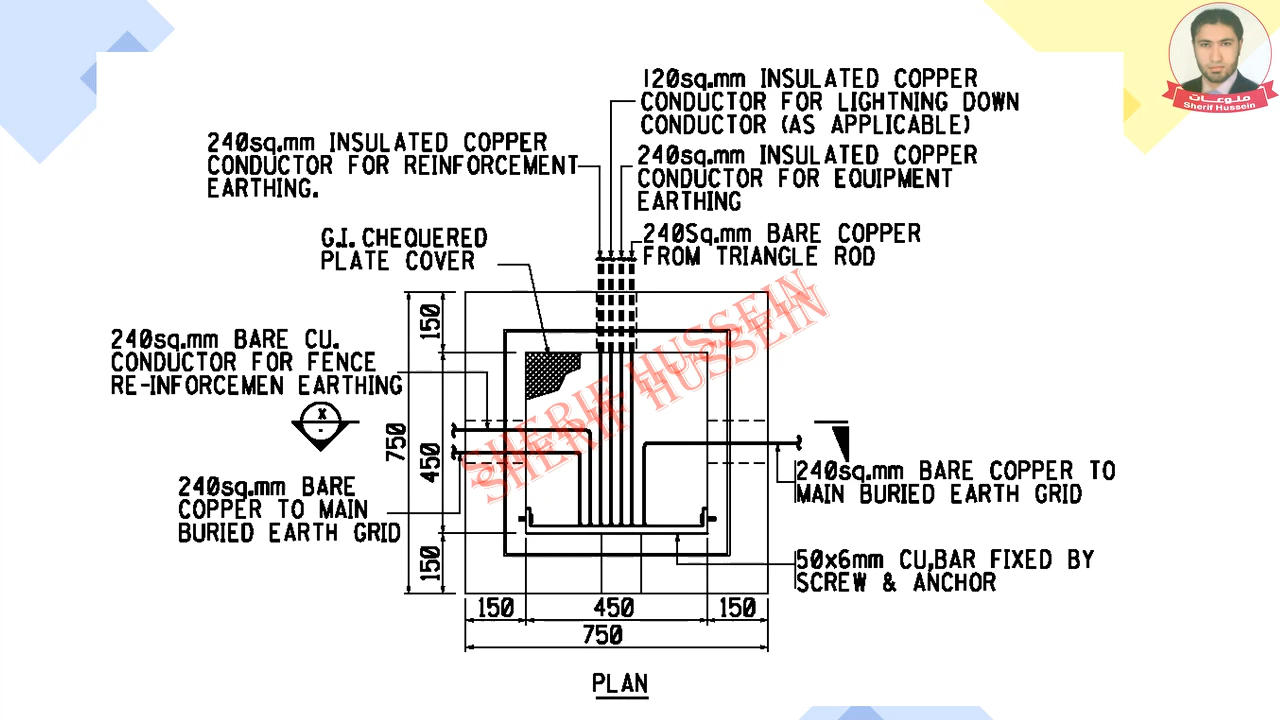 منوعات
Sherif Hussein
120sq.mm INSULATED COPPER
CONDUCTOR FOR LIGHTNING DOWN
CONDUCTOR (AS APPLICABLE)
240sq.mm INSULATED COPPER
CONDUCTOR FOR REINFORCEMENT
EARTHING.
240sq.mm INSULATED COPPER
CONDUCTOR FOR EQUIPMENT
EARTHING
G.I. CHEQUERED
PLATE COVER
240Sq.mm BARE COPPER
FROM TRIANGLE ROD
240sq.mm BARE CU.
CONDUCTOR FOR FENCE
RE-INFORCEMEN EARTHING
150
750
450
150
X
-
SHERIF HUSSEIN
SHERIF HUSSEIN
240sq.mm BARE
COPPER TO MAIN
BURIED EARTH GRID
240sq.mm BARE COPPER TO
MAIN BURIED EARTH GRID
50x6mm CU,BAR FIXED BY
SCREW & ANCHOR
150 450 150
750
PLAN